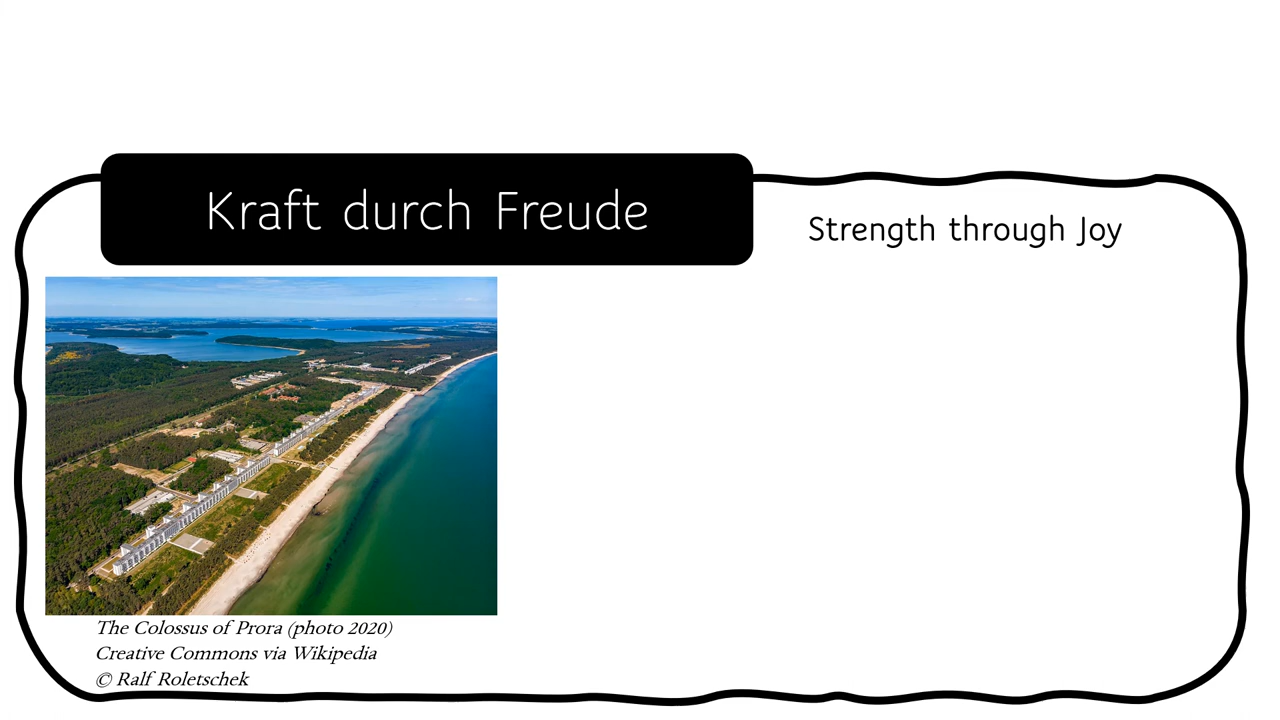 Kraft durch Freude
Strength through Joy
The Colossus of Prora (photo 2020)
Creative Commons via Wikipedia
© Ralf Roletschek